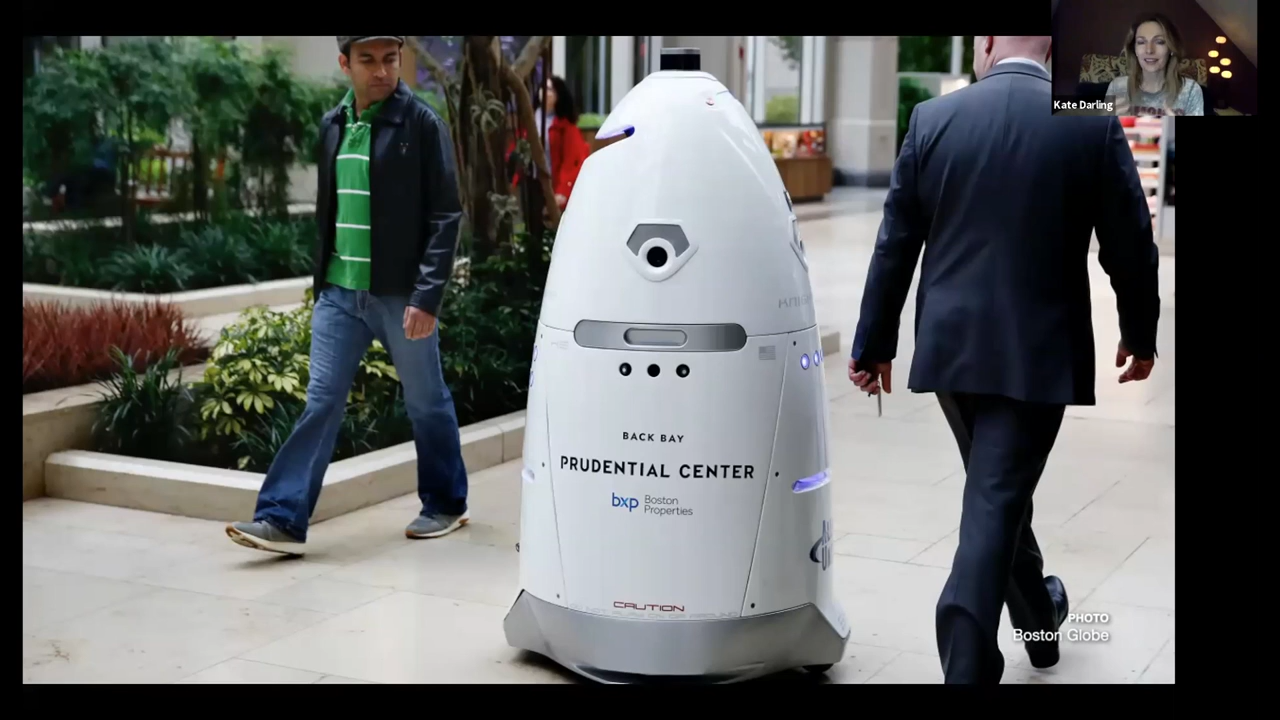 Kate Darling
BACK BAY
PRUDENTIAL CENTER
bxp Boston
Properties
CAUTION
PHOTO
Boston Globe